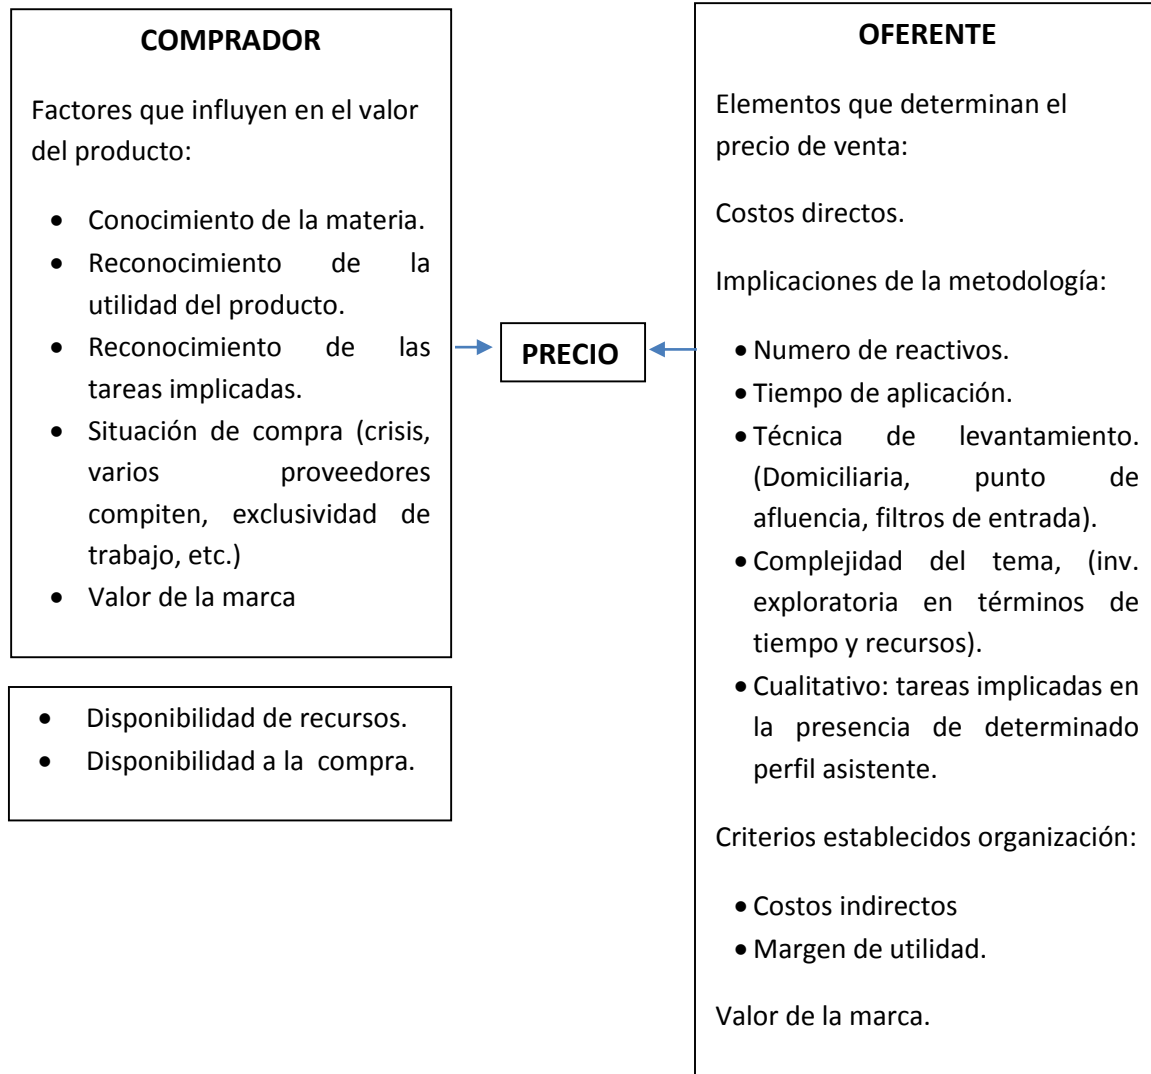 COMPRADOR
Factores que influyen en el valor
del producto:
• Conocimiento de la materia.
• Reconocimiento de la
utilidad del producto.
• Reconocimiento de las
tareas implicadas.
• Situación de compra (crisis,
varios proveedores
compiten, exclusividad de
trabajo, etc.)
• Valor de la marca
• Disponibilidad de recursos.
• Disponibilidad a la compra.
PRECIO
OFERENTE
Elementos que determinan el
precio de venta:
Costos directos.
Implicaciones de la metodología:
• Numero de reactivos.
• Tiempo de aplicación.
• Técnica de levantamiento.
(Domiciliaria, punto de
afluencia, filtros de entrada).
• Complejidad del tema, (inv.
exploratoria en términos de
tiempo y recursos).
• Cualitativo: tareas implicadas en
la presencia de determinado
perfil asistente.
Criterios establecidos organización:
• Costos indirectos
• Margen de utilidad.
Valor de la marca.